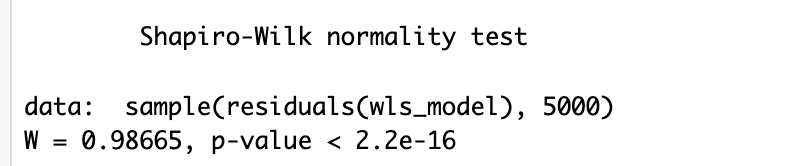 Shapiro-Wilk normality test
data:  sample(residuals(wls_model), 5000)
W = 0.98665, p-value < 2.2e-16